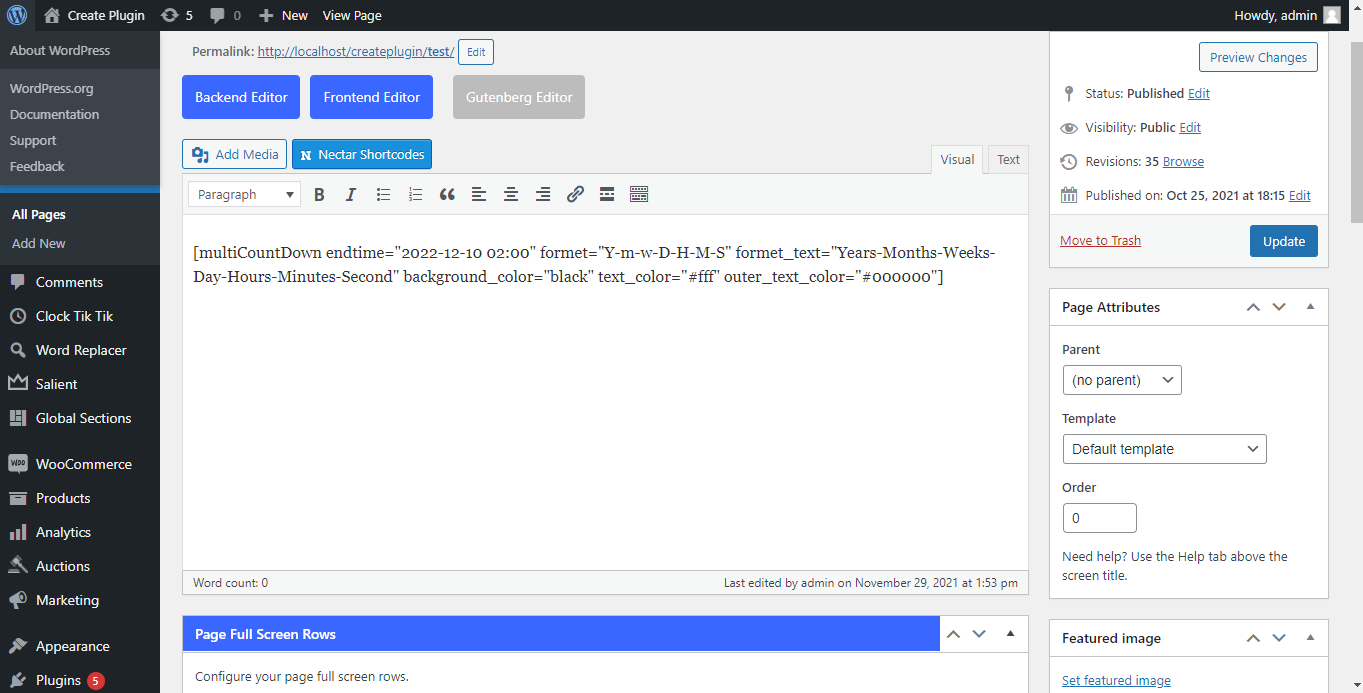 Create Plugin 5 0 New View Page Howdy, admin
About WordPress
WordPress.org
Documentation
Support
Feedback
All Pages
Add New
Comments
Clock Tik Tik
Word Replacer
Salient
Global Sections
WooCommerce
Products
Analytics
Auctions
Marketing
Appearance
Plugins 5
Permalink: http://localhost/createplugin/test/ Edit
Backend Editor Frontend Editor Gutenberg Editor
Add Media N Nectar Shortcodes
Visual Text
Paragraph B I
[multiCountDown endtime="2022-12-10 02:00" formet="Y-m-w-D-H-M-S" formet_text="Years-Months-Weeks-
Day-Hours-Minutes-Second" background_color="black" text_color="#fff" outer_text_color="#000000"]
Word count: 0 Last edited by admin on November 29, 2021 at 1:53 pm
Page Full Screen Rows
Configure your page full screen rows.
Preview Changes
Status: Published Edit
Visibility: Public Edit
Revisions: 35 Browse
Published on: Oct 25, 2021 at 18:15 Edit
Move to Trash Update
Page Attributes
Parent
(no parent)
Template
Default template
Order
0
Need help? Use the Help tab above the
screen title.
Featured image
Set featured image